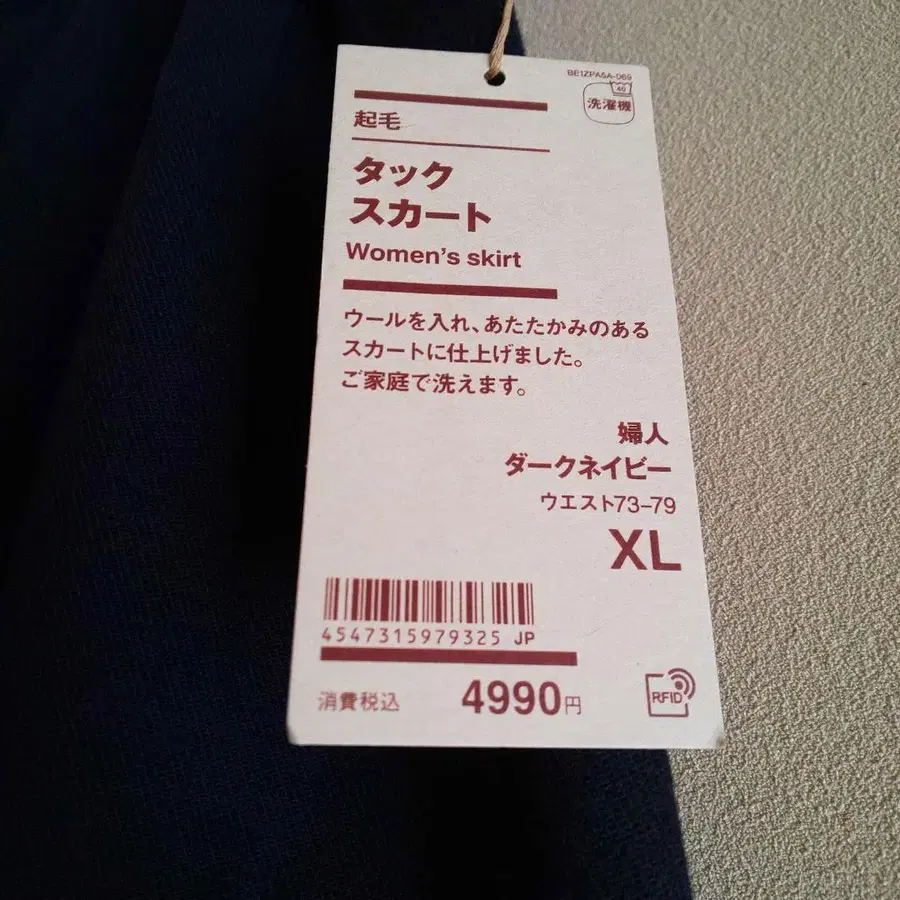 BE1ZPA5A-069
40
洗濯機
起毛
タック
スカート
Women's skirt
ウールを入れ、あたたかみのある
スカートに仕上げました。
ご家庭で洗えます。
婦人
ダークネイビー
ウエスト73-79
XL
4547315979325 JP
消費税込 4990円
RFID